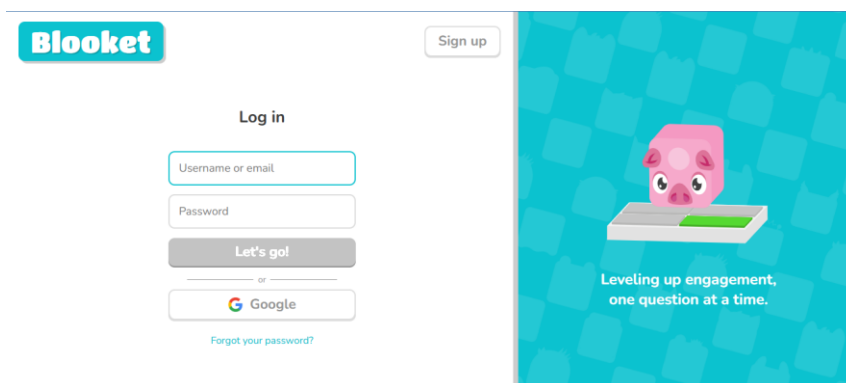 Blooket
Sign up
Log in
Username or email
Password
Let's go!
or
Google
Forgot your password?
Leveling up engagement,
one question at a time.